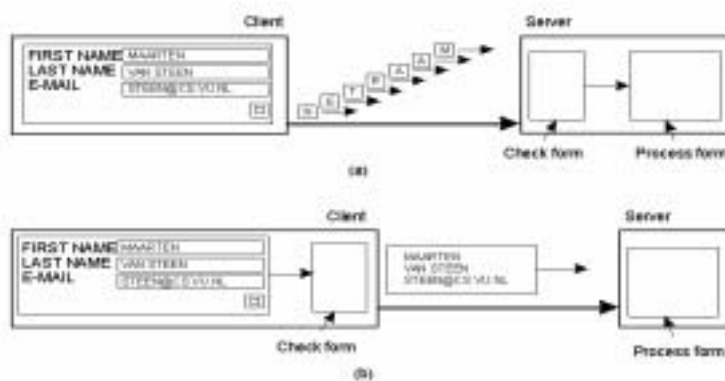 Client
Server
FIRST NAME MAARTEN
LAST NAME VAN STEEN
E-MAIL STEEN@CS.VU.NL
N E T R A A M
Check form
Process form
(a)
Client
Server
FIRST NAME MAARTEN
LAST NAME VAN STEEN
E-MAIL STEEN@CS.VU.NL
MAARTEN
VAN STEEN
STEEN@CS.VU.NL
Check form
Process form
(b)